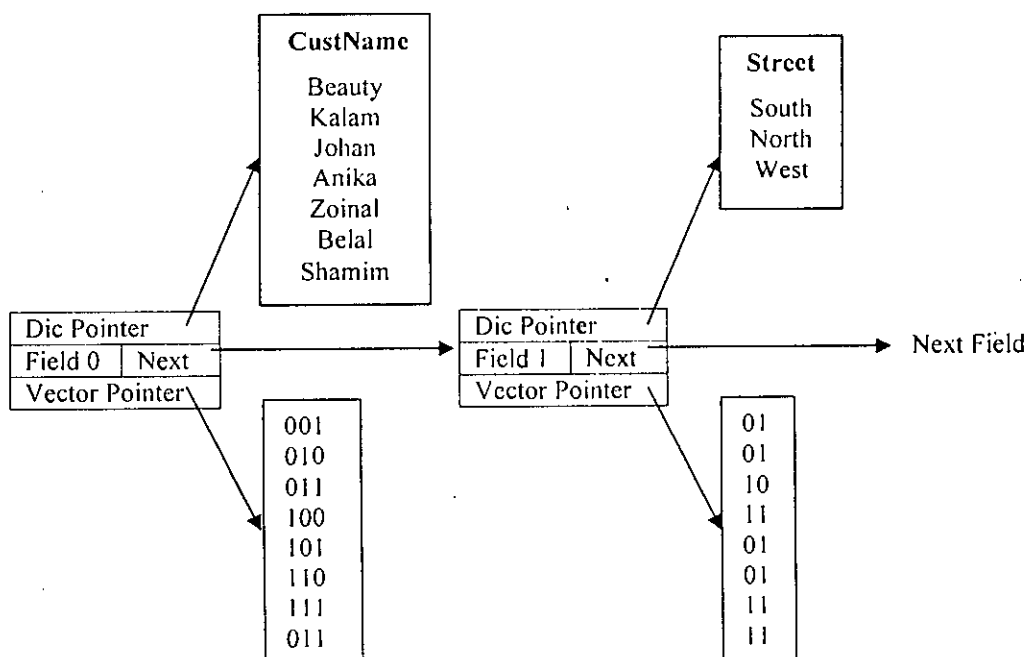 CustName
Beauty
Kalam
Johan
Anika
Zoinal
Belal
Shamim
Street
South
North
West
Dic Pointer
Field 0 Next
Vector Pointer
Dic Pointer
Field 1 Next
Vector Pointer
Next Field
001
010
011
100
101
110
111
011
01
01
10
11
01
01
11
11